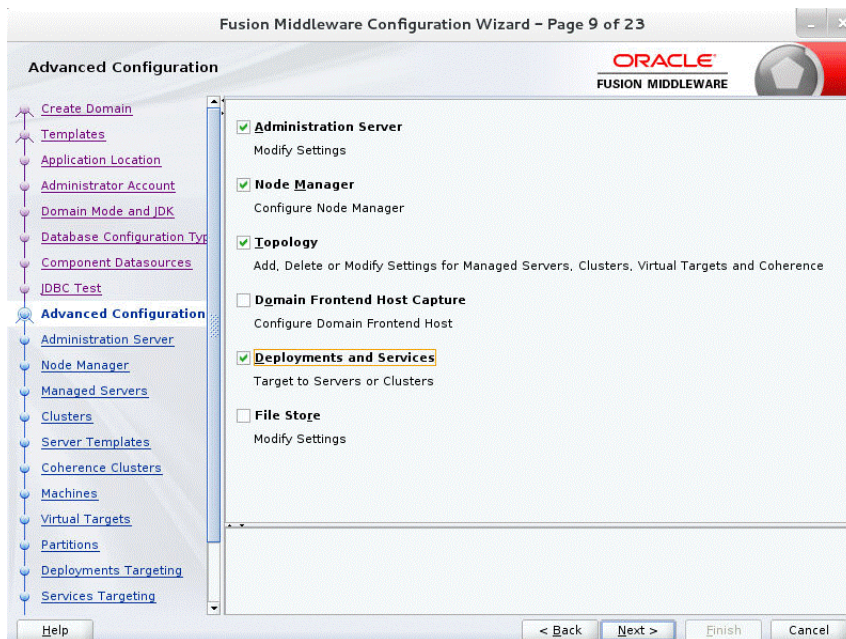 Fusion Middleware Configuration Wizard – Page 9 of 23
Advanced Configuration
ORACLE
FUSION MIDDLEWARE
Create Domain
Templates
Application Location
Administrator Account
Domain Mode and JDK
Database Configuration Typ
Component Datasources
JDBC Test
Advanced Configuration
Administration Server
Node Manager
Managed Servers
Clusters
Server Templates
Coherence Clusters
Machines
Virtual Targets
Partitions
Deployments Targeting
Services Targeting
Administration Server
Modify Settings
Node Manager
Configure Node Manager
Topology
Add, Delete or Modify Settings for Managed Servers, Clusters, Virtual Targets and Coherence
Domain Frontend Host Capture
Configure Domain Frontend Host
Deployments and Services
Target to Servers or Clusters
File Store
Modify Settings
Help
< Back
Next >
Finish
Cancel